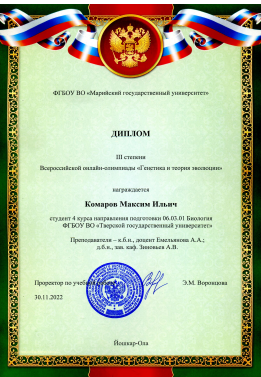 ФГБОУ ВО «Марийский государственный университет»
ДИПЛОМ
III степени
Всероссийской онлайн-олимпиады «Генетика и теория эволюции»
награждается
Комаров Максим Ильич
студент 4 курса направления подготовки 06.03.01 Биология
ФГБОУ ВО «Тверской государственный университет»
Преподаватели – к.б.н., доцент Емельянова А.А.;
д.б.н., зав. каф. Зиновьев А.В.
Проректор по учебной работе Э.М. Воронцова
30.11.2022
Йошкар-Ола